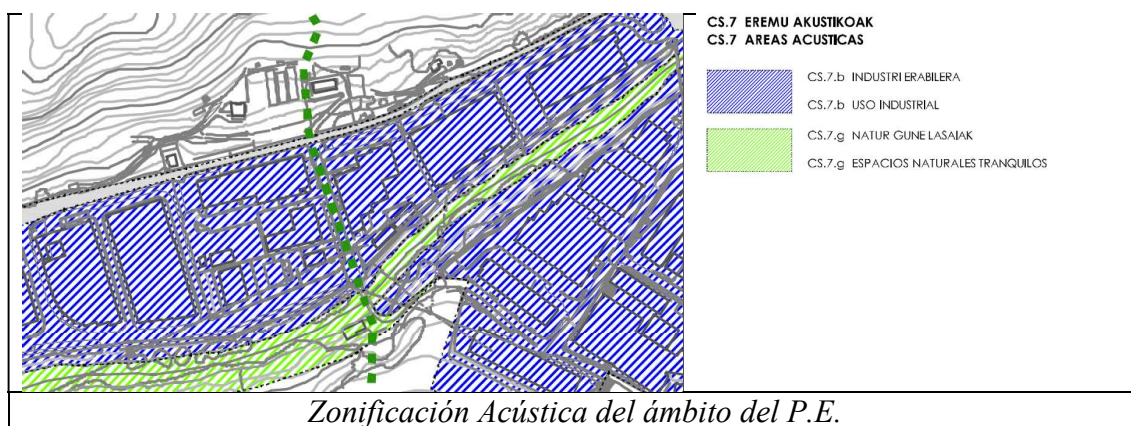 CS.7 EREMU AKUSTIKOAK
CS.7 AREAS ACUSTICAS
CS.7.b INDUSTRI ERABILERA
CS.7.b USO INDUSTRIAL
CS.7.g NATUR GUNE LASAIAK
CS.7.g ESPACIOS NATURALES TRANQUILOS
Zonificación Acústica del ámbito del P.E.